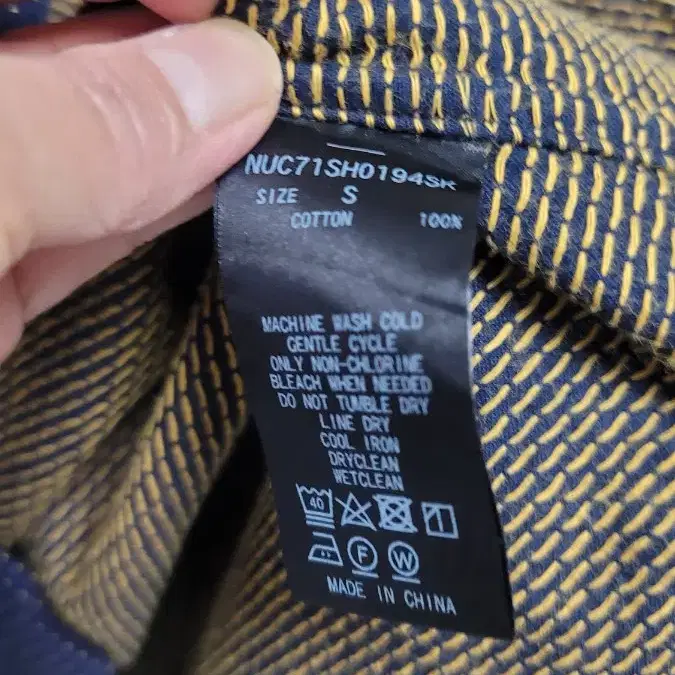 NUC71SH0194SK
SIZE S
COTTON 100%
MACHINE WASH COLD
GENTLE CYCLE
ONLY NON-CHLORINE
BLEACH WHEN NEEDED
DO NOT TUMBLE DRY
LINE DRY
COOL IRON
DRYCLEAN
WETCLEAN
40
F W
MADE IN CHINA